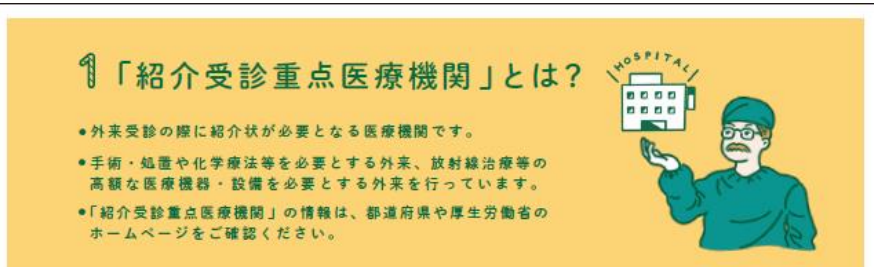 1「紹介受診重点医療機関」とは?
HOSPITAL
●外来受診の際に紹介状が必要となる医療機関です。
●手術・処置や化学療法等を必要とする外来、放射線治療等の
高額な医療機器・設備を必要とする外来を行っています。
●「紹介受診重点医療機関」の情報は、都道府県や厚生労働省の
ホームページをご確認ください。